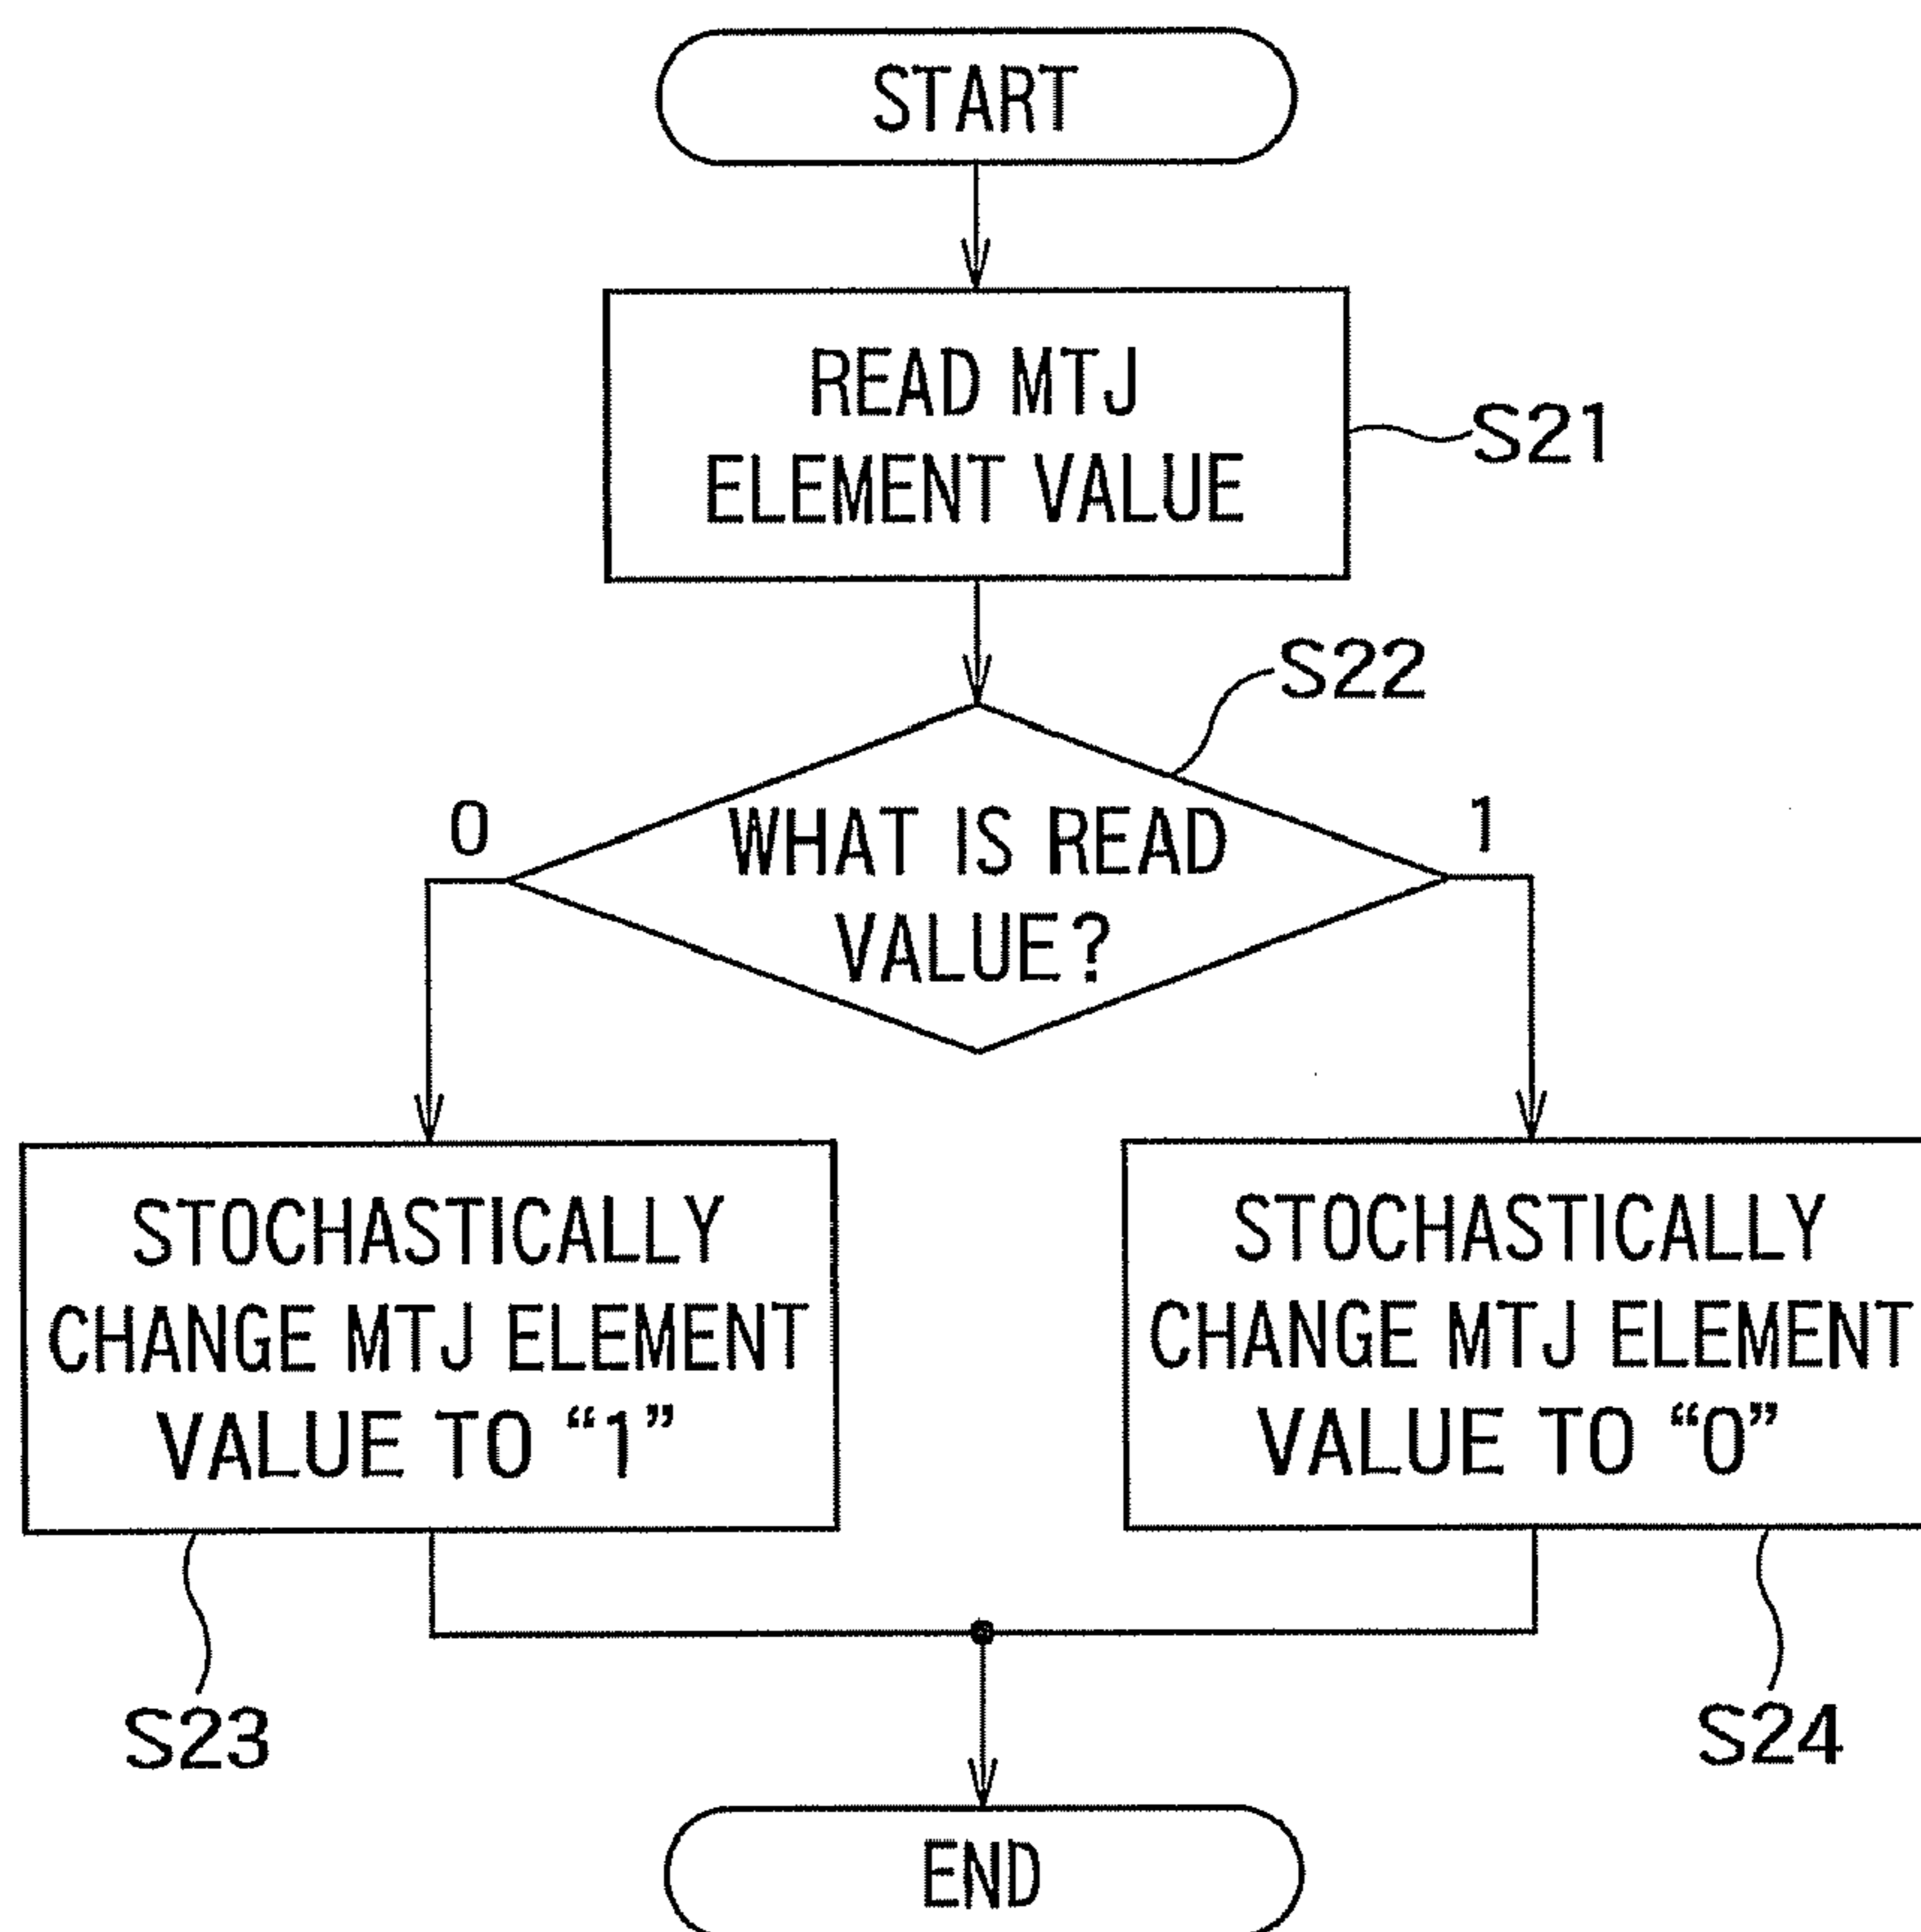 START
READ MTJ
ELEMENT VALUE
S21
S22
0
1
WHAT IS READ
VALUE?
STOCHASTICALLY
CHANGE MTJ ELEMENT
VALUE TO “1”
STOCHASTICALLY
CHANGE MTJ ELEMENT
VALUE TO “0”
S23
S24
END